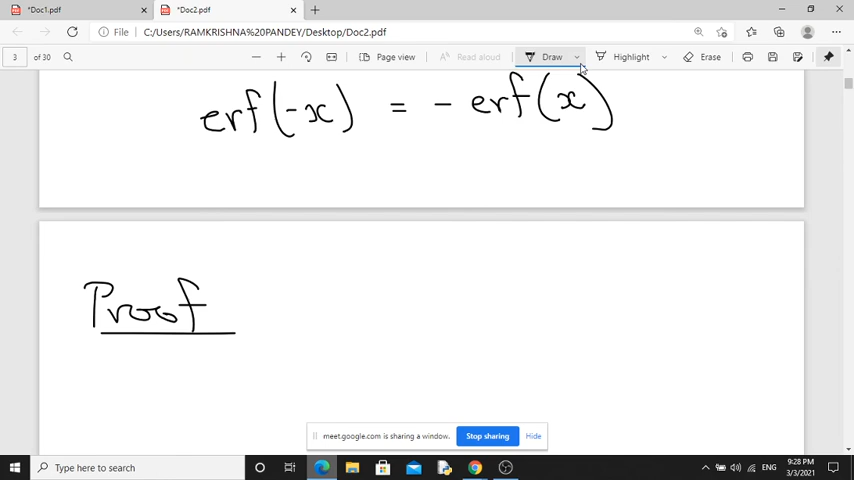 *Doc1.pdf
*Doc2.pdf
File
C:/Users/RAMKRISHNA%20PANDEY/Desktop/Doc2.pdf
3 of 30
Page view
Read aloud
Draw
Highlight
Erase
erf(-x) = - erf(x)
Proof
meet.google.com is sharing a window.
Stop sharing
Hide
Type here to search
ENG
9:28 PM
3/3/2021